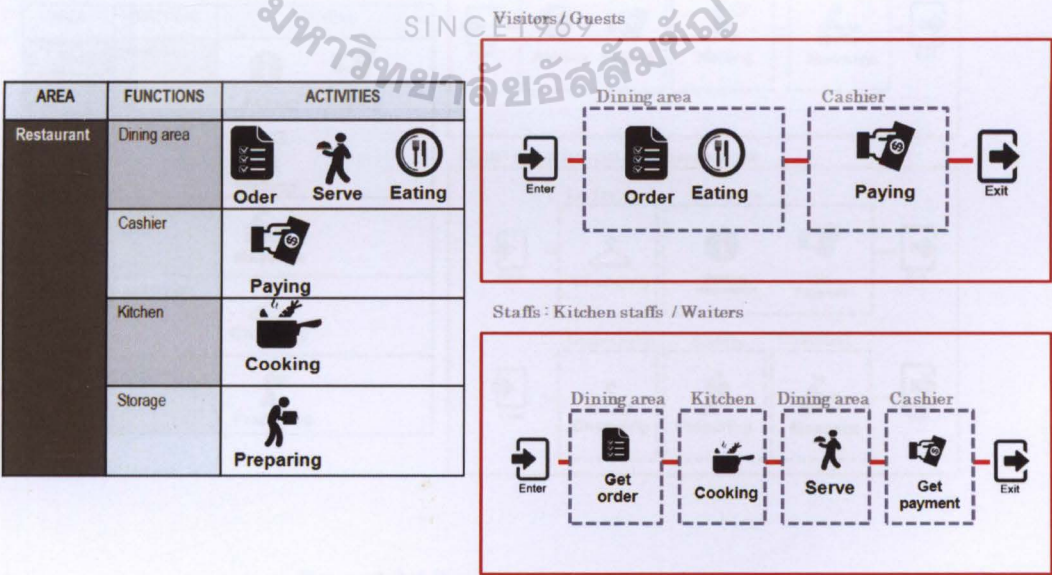 SINCE 1969
มหาวิทยาลัยอัสสัมชัญ
AREA FUNCTIONS ACTIVITIES
Restaurant Dining area
Oder Serve Eating
Cashier
Paying
Kitchen
Cooking
Storage
Preparing
Visitors / Guests
Dining area Cashier
Enter Order Eating Paying Exit
Staffs : Kitchen staffs / Waiters
Dining area Kitchen Dining area Cashier
Enter Get order Cooking Serve Get payment Exit